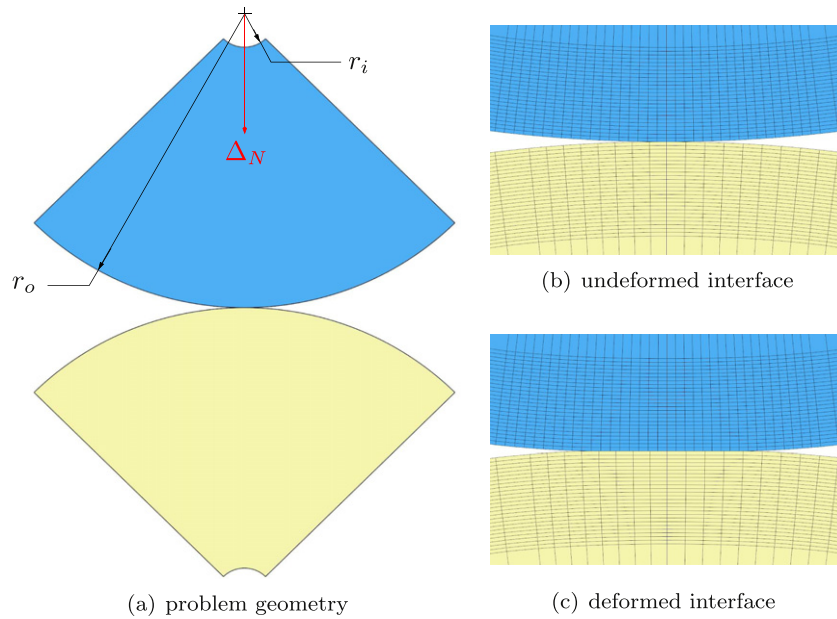 r_i
Δ_N
r_o
(a) problem geometry
(b) undeformed interface
(c) deformed interface